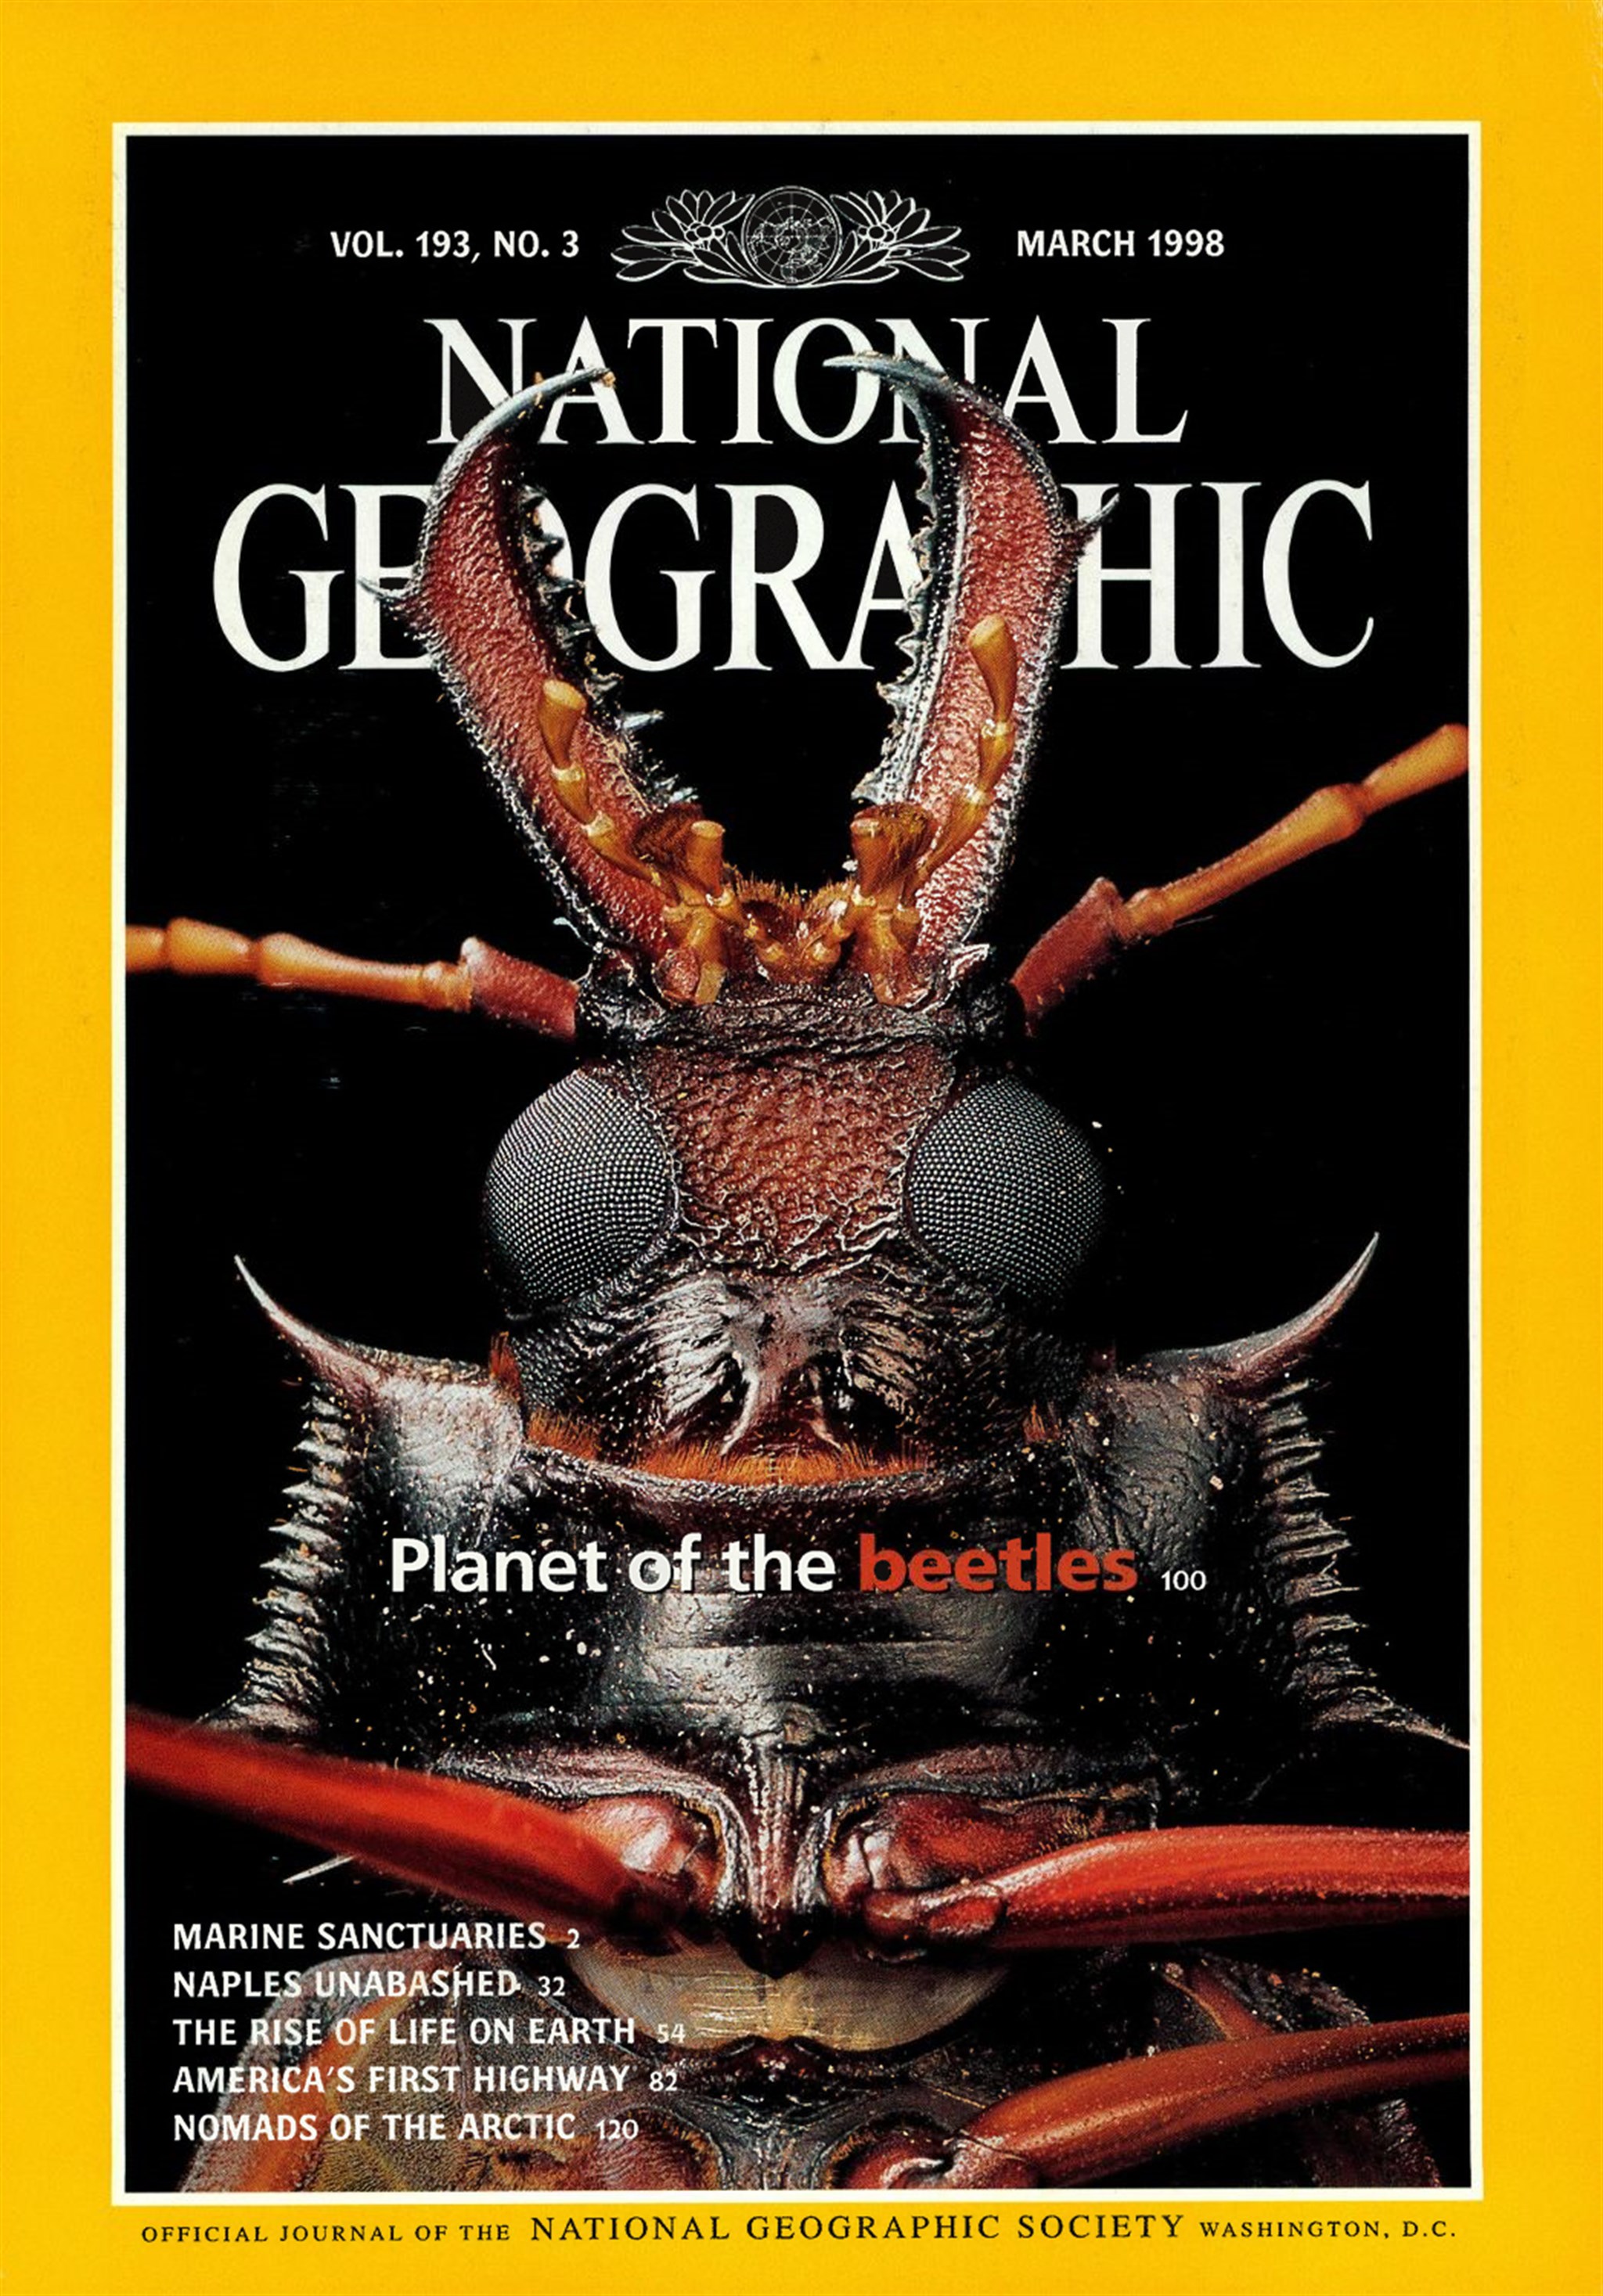 VOL. 193, NO. 3 MARCH 1998
NATIONAL
GEOGRAPHIC
Planet of the beetles 100
MARINE SANCTUARIES 2
NAPLES UNABASHED 32
THE RISE OF LIFE ON EARTH 54
AMERICA'S FIRST HIGHWAY 82
NOMADS OF THE ARCTIC 120
OFFICIAL JOURNAL OF THE NATIONAL GEOGRAPHIC SOCIETY WASHINGTON, D.C.